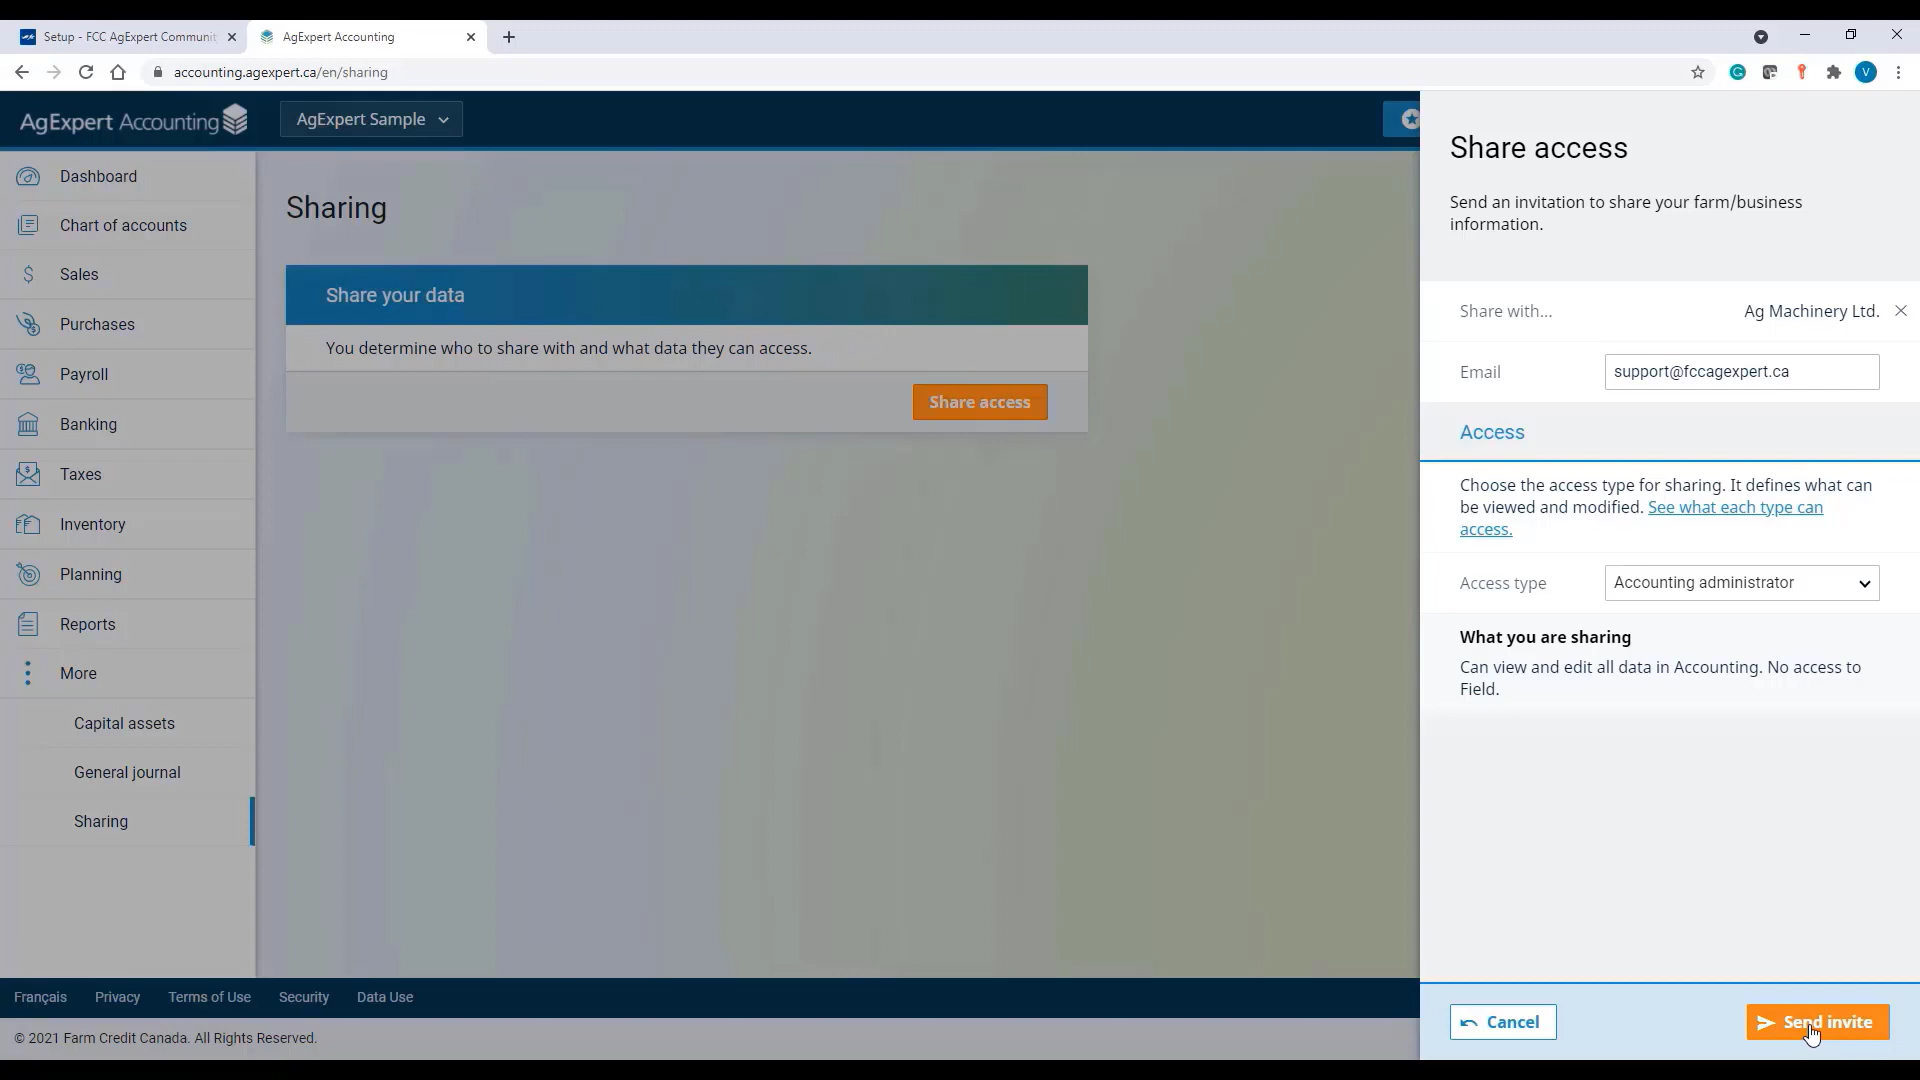 Setup - FCC AgExpert Communit
AgExpert Accounting
accounting.agexpert.ca/en/sharing
V
AgExpert Accounting
AgExpert Sample
Dashboard
Chart of accounts
Sales
Purchases
Payroll
Banking
Taxes
Inventory
Planning
Reports
More
Capital assets
General journal
Sharing
Sharing
Share your data
You determine who to share with and what data they can access.
Share access
Share access
Send an invitation to share your farm/business
information.
Share with... Ag Machinery Ltd.
Email support@fccagexpert.ca
Access
Choose the access type for sharing. It defines what can
be viewed and modified. See what each type can
access.
Access type Accounting administrator
What you are sharing
Can view and edit all data in Accounting. No access to
Field.
Cancel Send invite
Français Privacy Terms of Use Security Data Use
© 2021 Farm Credit Canada. All Rights Reserved.